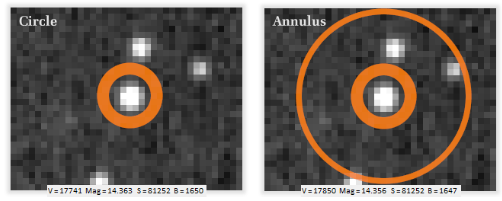 Circle
V=17741 Mag=14.363 S=81252 B=1650
Annulus
V=17850 Mag=14.356 S=81252 B=1647